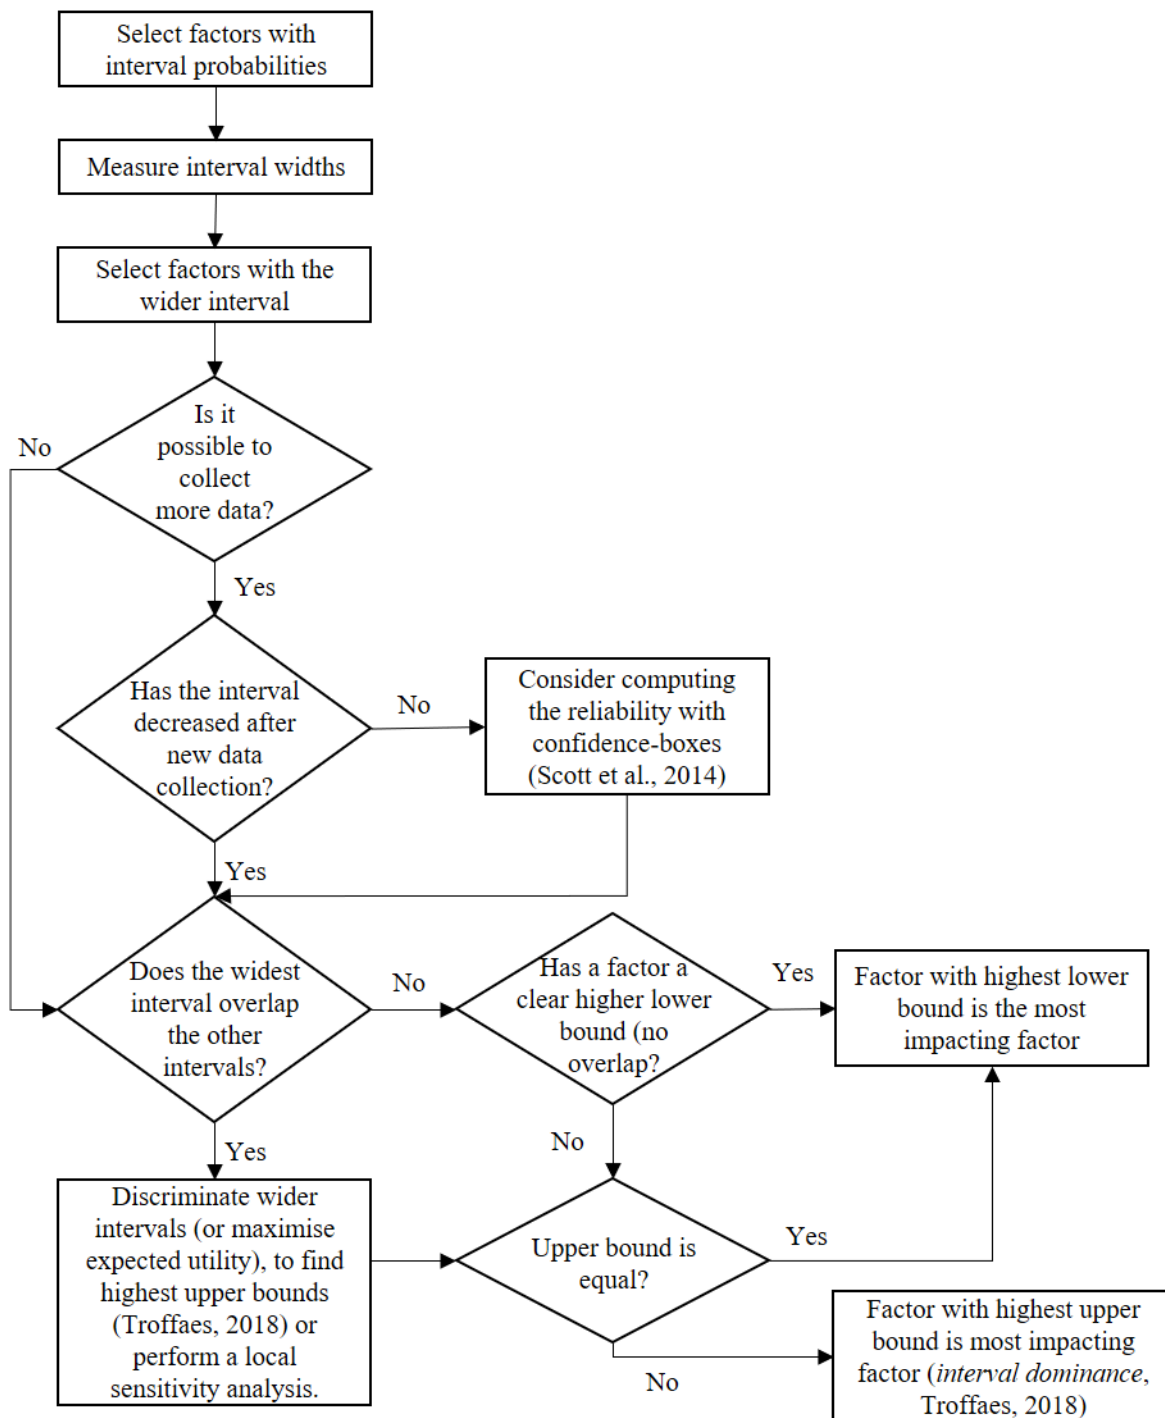 Select factors with
interval probabilities
Measure interval widths
Select factors with the
wider interval
Is it
possible to
collect
more data?
No
Yes
Has the interval
decreased after
new data
collection?
No
Consider computing
the reliability with
confidence-boxes
(Scott et al., 2014)
Yes
Does the widest
interval overlap
the other
intervals?
No
Has a factor a
clear higher lower
bound (no
overlap?
Yes
Factor with highest lower
bound is the most
impacting factor
Yes
No
Discriminate wider
intervals (or maximise
expected utility), to find
highest upper bounds
(Troffaes, 2018) or
perform a local
sensitivity analysis.
Upper bound is
equal?
Yes
No
Factor with highest upper
bound is most impacting
factor (interval dominance,
Troffaes, 2018)